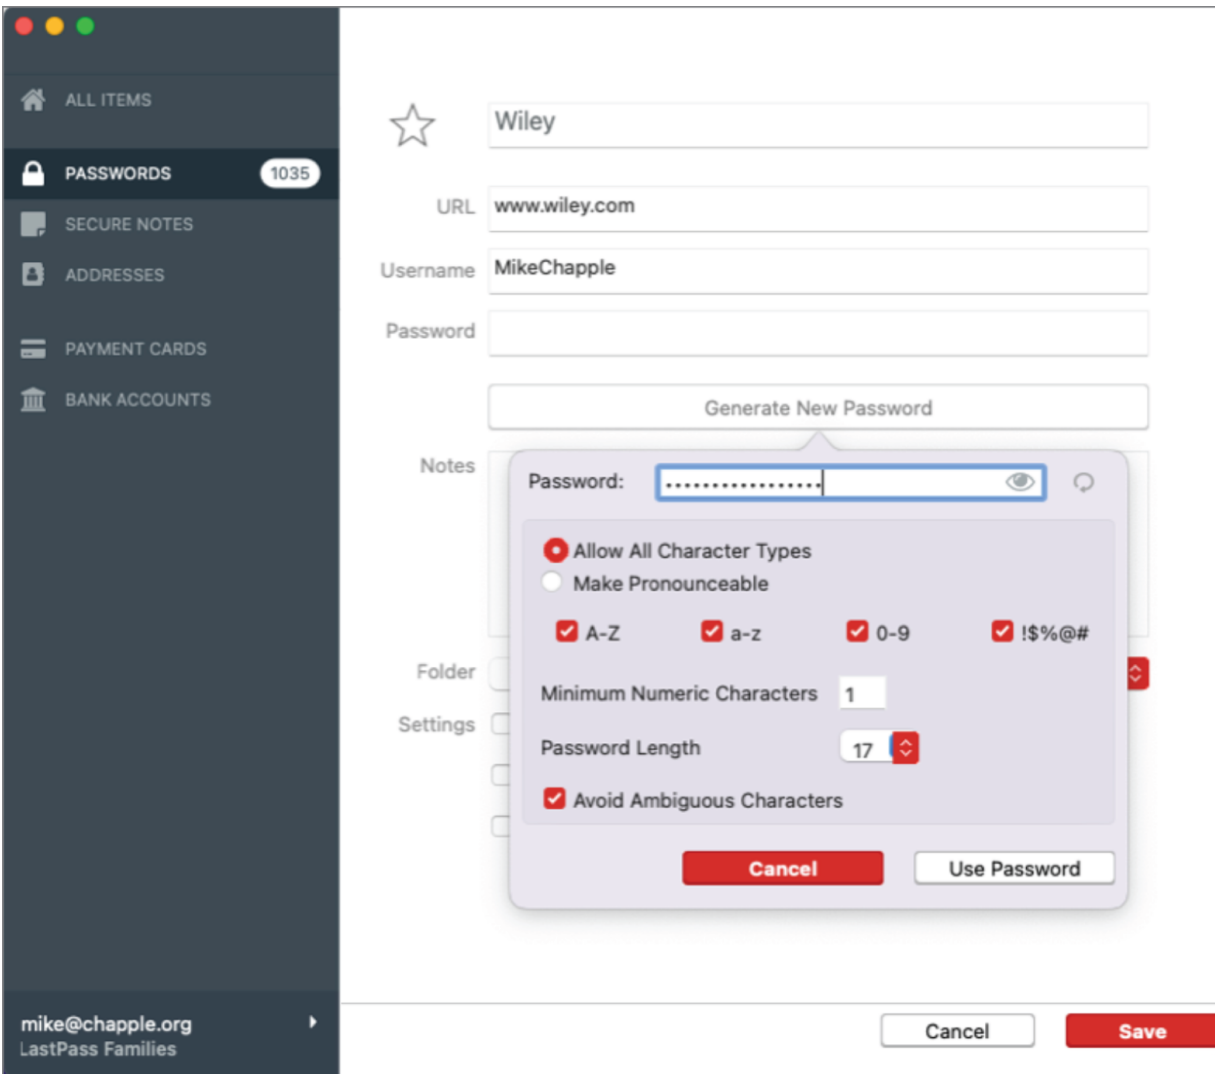 ALL ITEMS
PASSWORDS 1035
SECURE NOTES
ADDRESSES
PAYMENT CARDS
BANK ACCOUNTS
mike@chapple.org
LastPass Families
Wiley
URL www.wiley.com
Username MikeChapple
Password
Generate New Password
Notes
Password: •••••••••••••••••
Allow All Character Types
Make Pronounceable
A-Z a-z 0-9 !$%@#
Minimum Numeric Characters 1
Password Length 17
Avoid Ambiguous Characters
Cancel Use Password
Folder
Settings
Cancel Save